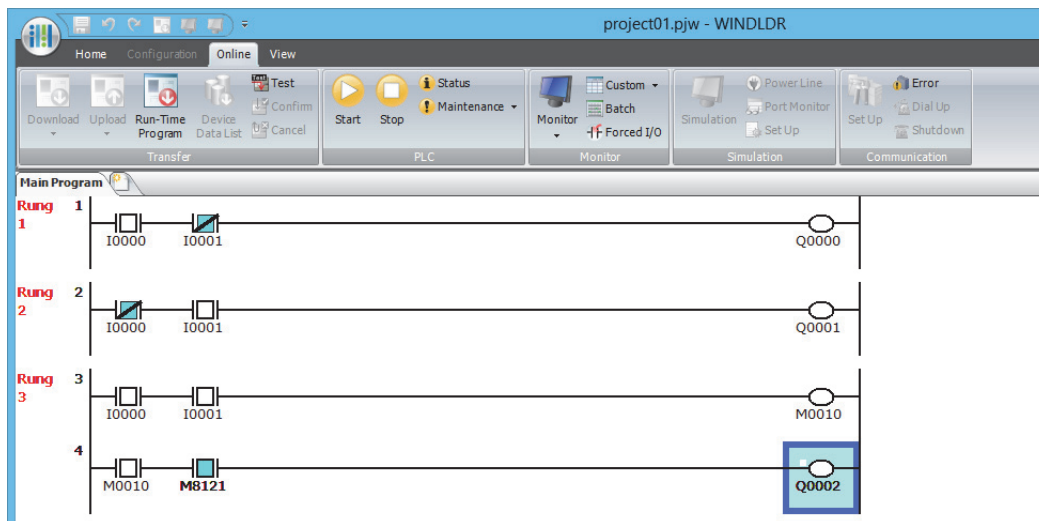 project01.pjw - WINDLDR
Home Configuration Online View
Download Upload Run-Time Program Device Data List Test Confirm Cancel
Transfer
Start Stop Status Maintenance
PLC
Monitor Custom Batch Forced I/O
Monitor
Simulation Power Line Port Monitor Set Up
Simulation
Set Up Error Dial Up Shutdown
Communication
Main Program
Rung 1 1
I0000 I0001 Q0000
Rung 2 2
I0000 I0001 Q0001
Rung 3 3
I0000 I0001 M0010
4
M0010 M8121 Q0002